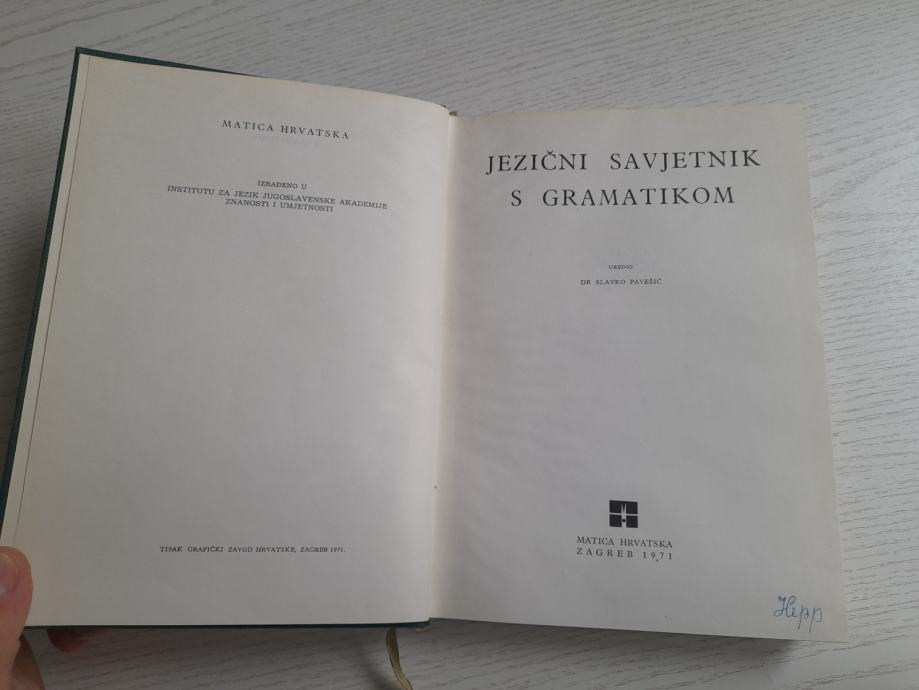 MATICA HRVATSKA
IZRAĐENO U
INSTITUTU ZA JEZIK JUGOSLAVENSKE AKADEMIJE
ZNANOSTI I UMJETNOSTI
TISAK GRAFIČKI ZAVOD HRVATSKE, ZAGREB 1971.
JEZIČNI SAVJETNIK
S GRAMATIKOM
UREDIO
DR SLAVKO PAVEŠIĆ
MATICA HRVATSKA
ZAGREB 1971
Hepp